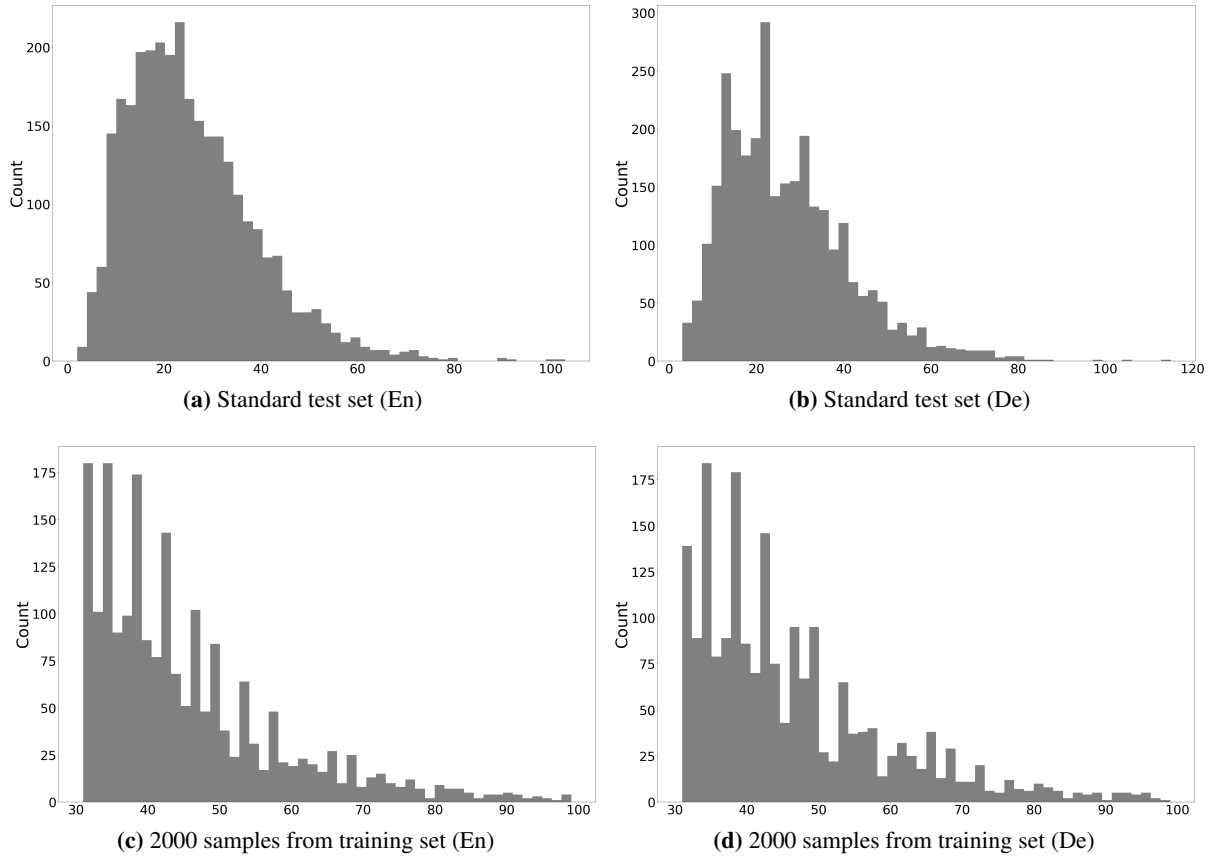 200
150
100
50
0
Count
0 20 40 60 80 100
(a) Standard test set (En)
300
250
200
150
100
50
0
Count
0 20 40 60 80 100 120
(b) Standard test set (De)
175
150
125
100
75
50
25
0
Count
30 40 50 60 70 80 90 100
(c) 2000 samples from training set (En)
175
150
125
100
75
50
25
0
Count
30 40 50 60 70 80 90 100
(d) 2000 samples from training set (De)